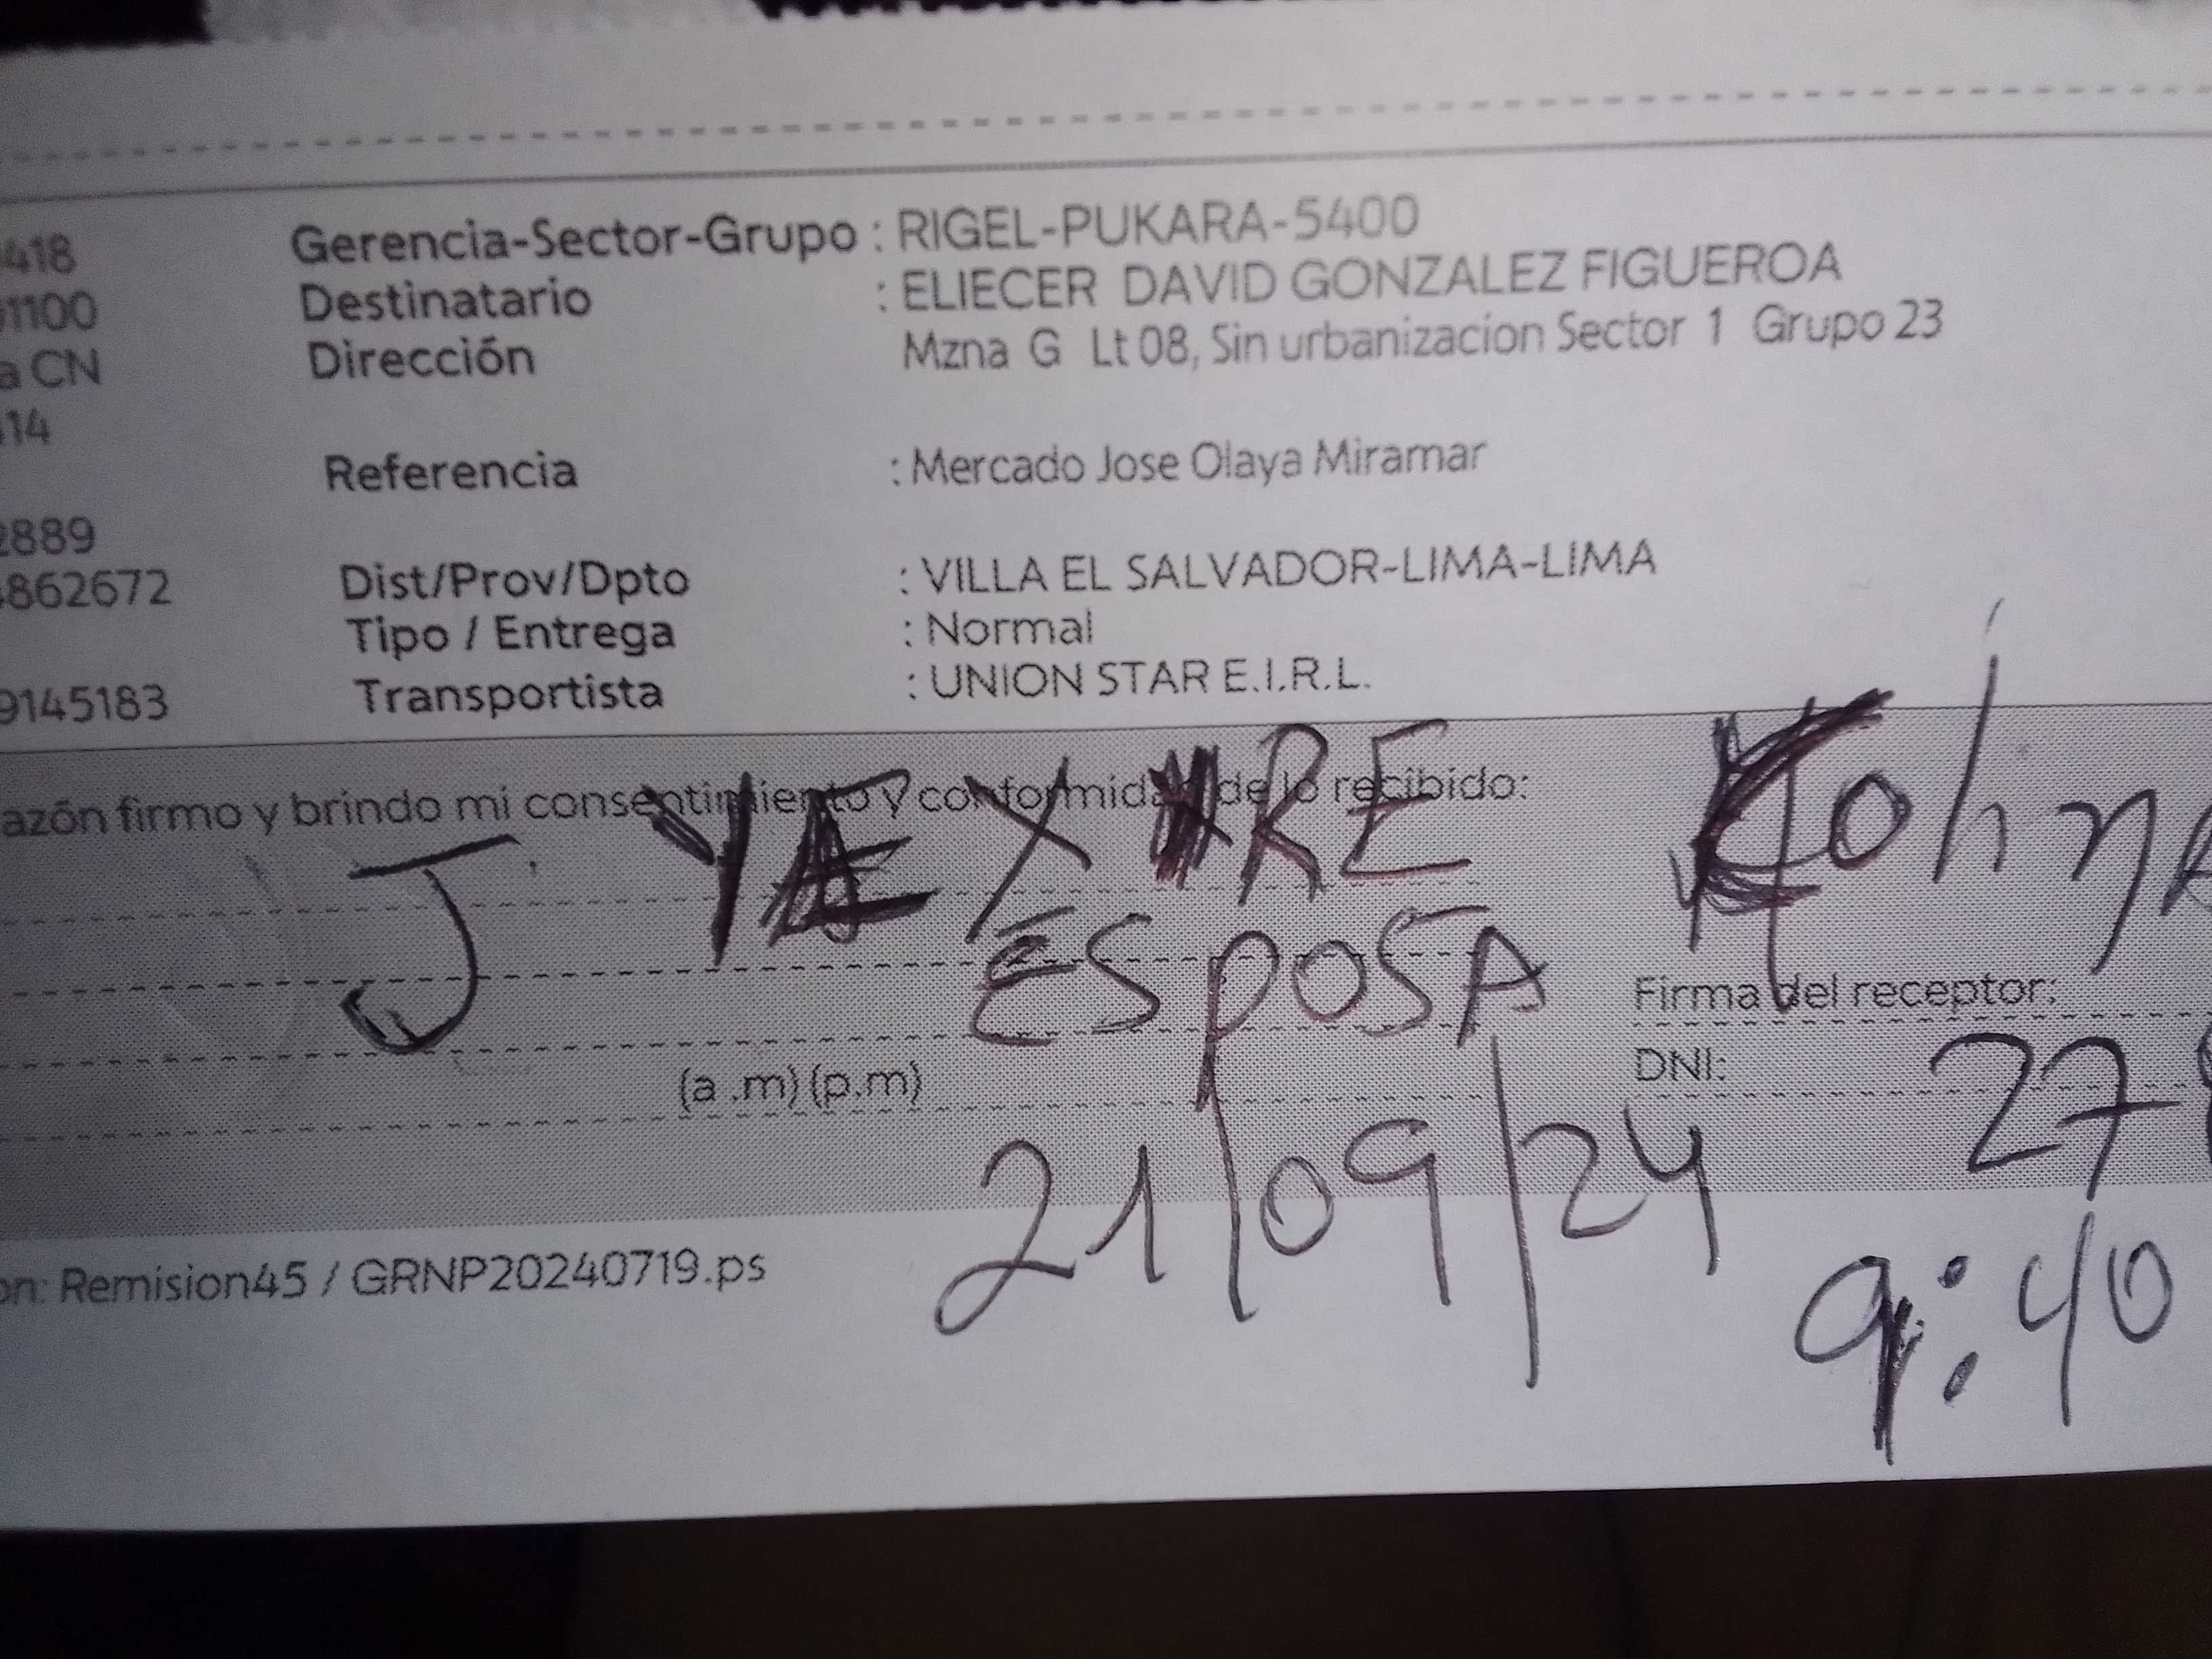 418 Gerencia-Sector-Grupo : RIGEL-PUKARA-5400
1100 Destinatario : ELIECER DAVID GONZALEZ FIGUEROA
a CN Dirección Mzna G Lt 08, Sin urbanizacion Sector 1 Grupo 23
14
Referencia : Mercado Jose Olaya Miramar
2889
862672 Dist/Prov/Dpto : VILLA EL SALVADOR-LIMA-LIMA
Tipo / Entrega : Normal
9145183 Transportista : UNION STAR E.I.R.L.
azón firmo y brindo mi consentimiento y conformidad de lo recibido:
J
ESPOSA
Firma del receptor:
(a .m) (p.m) DNI: 27
21/09/24
9:40
on: Remision45 / GRNP20240719.ps